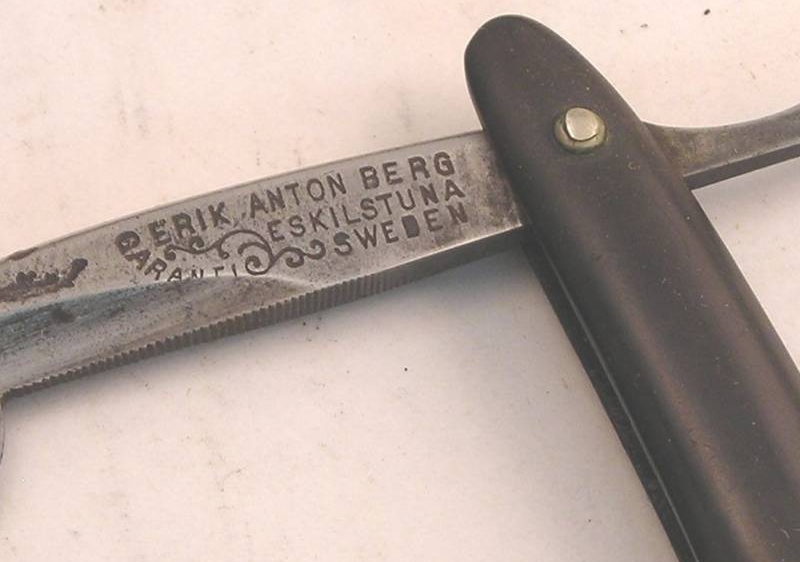 ERIK ANTON BERG
ESKILSTUNA
SWEDEN
GARANTI